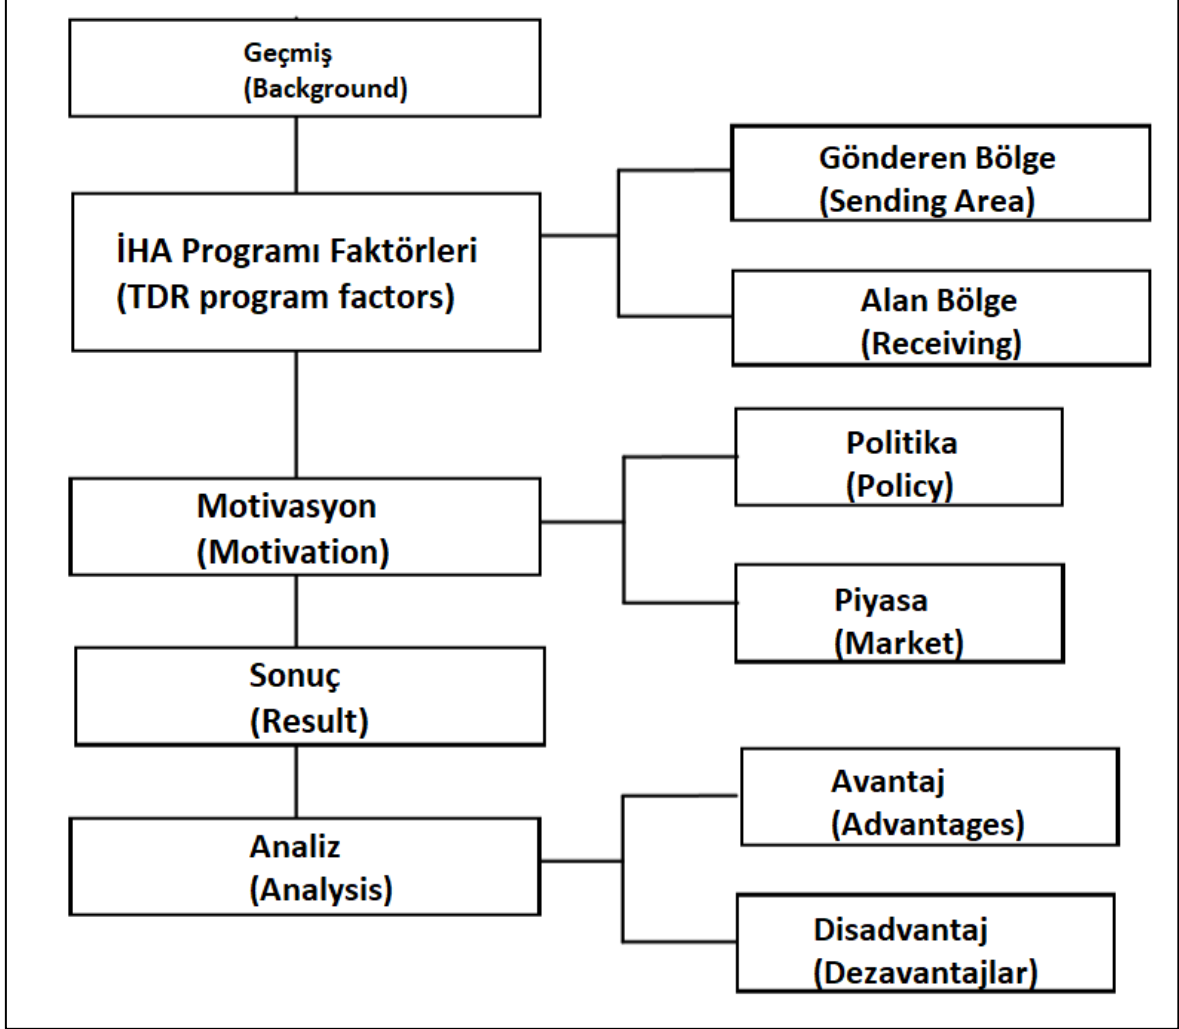 Geçmiş
(Background)
İHA Programı Faktörleri
(TDR program factors)
Gönderen Bölge
(Sending Area)
Alan Bölge
(Receiving)
Motivasyon
(Motivation)
Politika
(Policy)
Piyasa
(Market)
Sonuç
(Result)
Analiz
(Analysis)
Avantaj
(Advantages)
Disadvantaj
(Dezavantajlar)